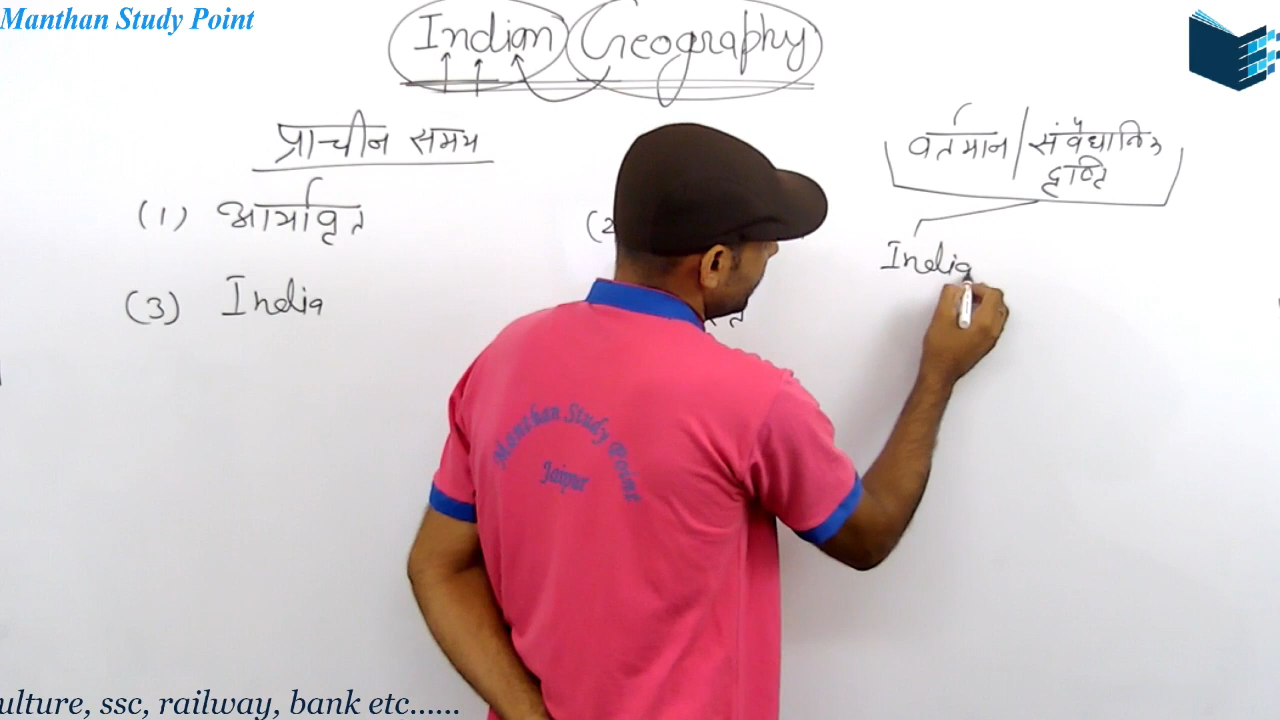 Manthan Study Point
Indian Geography
प्राचीन समय
वर्तमान / संवैधानिक
दृष्टि
(1) आर्यावृत
(2
India
(3) India
Manthan Study Point
Jaipur
ulture, ssc, railway, bank etc......